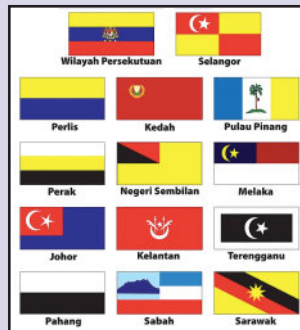 Wilayah Persekutuan Selangor
Perlis Kedah Pulau Pinang
Perak Negeri Sembilan Melaka
Johor Kelantan Terengganu
Pahang Sabah Sarawak